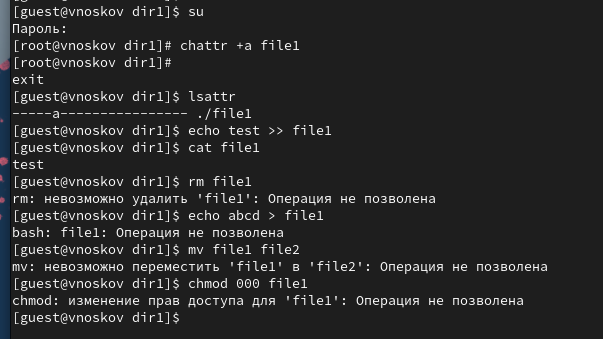 [guest@vnoskov dir1]$ su
Пароль:
[root@vnoskov dir1]# chattr +a file1
[root@vnoskov dir1]#
exit
[guest@vnoskov dir1]$ lsattr
-----a---------------- ./file1
[guest@vnoskov dir1]$ echo test >> file1
[guest@vnoskov dir1]$ cat file1
test
[guest@vnoskov dir1]$ rm file1
rm: невозможно удалить 'file1': Операция не позволена
[guest@vnoskov dir1]$ echo abcd > file1
bash: file1: Операция не позволена
[guest@vnoskov dir1]$ mv file1 file2
mv: невозможно переместить 'file1' в 'file2': Операция не позволена
[guest@vnoskov dir1]$ chmod 000 file1
chmod: изменение прав доступа для 'file1': Операция не позволена
[guest@vnoskov dir1]$